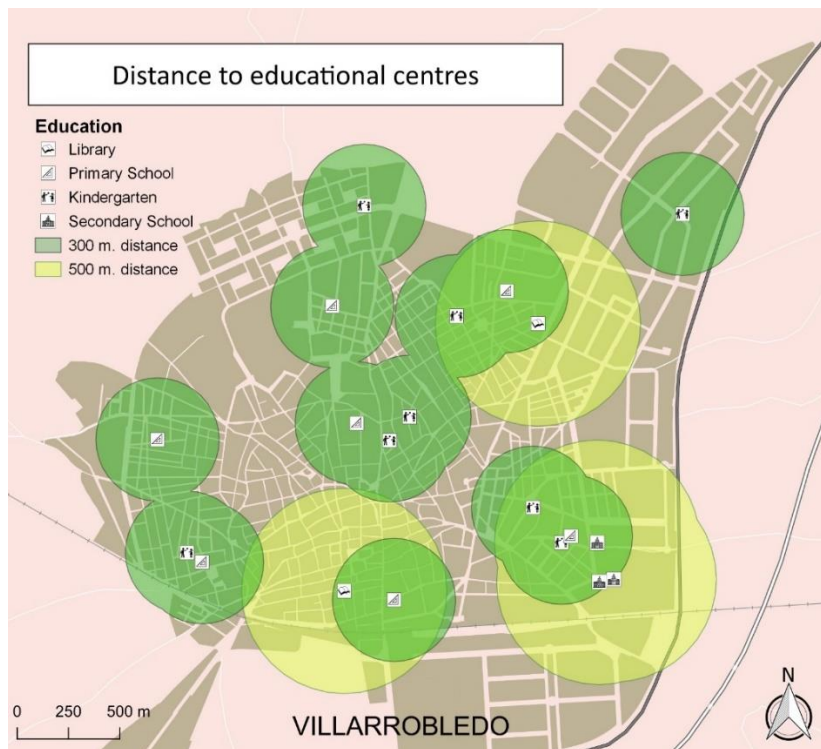 Distance to educational centres
Education
Library
Primary School
Kindergarten
Secondary School
300 m. distance
500 m. distance
N
0 250 500 m
VILLARROBLEDO